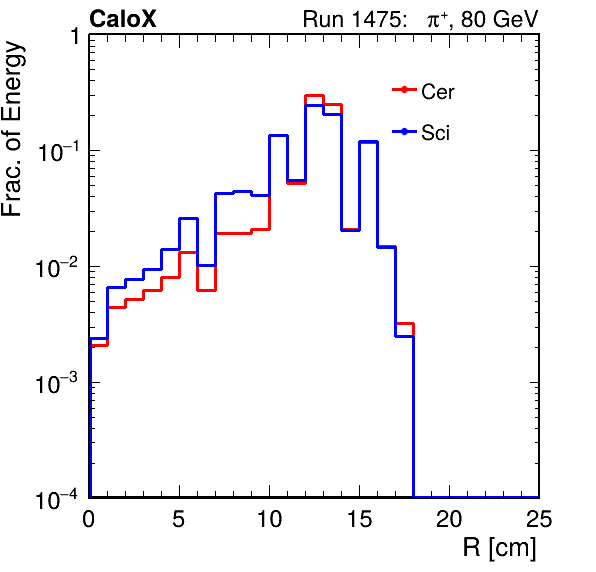 CaloX Run 1475: π⁺, 80 GeV
Frac. of Energy
1
10⁻¹
10⁻²
10⁻³
10⁻⁴
Cer
Sci
0 5 10 15 20 25
R [cm]